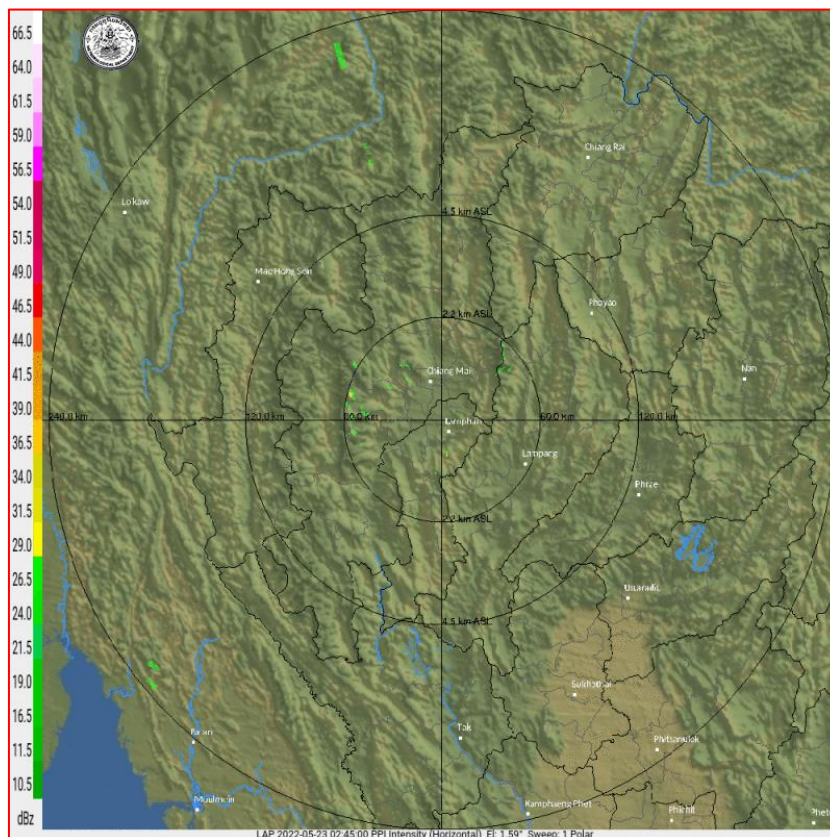 66.5
64.0
61.5
59.0
56.5
54.0
51.5
49.0
46.5
44.0
41.5
39.0
36.5
34.0
31.5
29.0
26.5
24.0
21.5
19.0
16.5
11.5
10.5
dBz
Chiang Rai
Loikaw
4.5 km ASL
Mae Hong Son
Phayao
2.2 km ASL
Chiang Mai
Nan
240.0 km
120.0 km
60.0 km
60.0 km
120.0 km
Lamphun
Lampang
Phrae
2.2 km ASL
Uttaradit
4.5 km ASL
Sukhothai
Tak
Phitsanulok
Moulmein
Kamphaeng Phet
Phichit
Phet
LAP 2022-05-23 02:45:00 PPI Intensity (Horizontal) El: 1.59° Sweep: 1 Polar